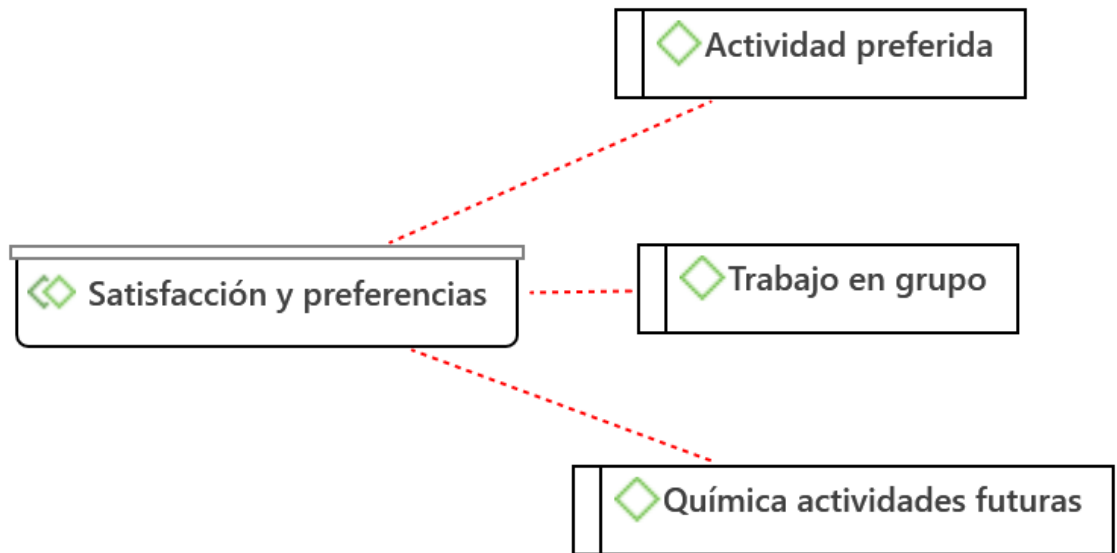 Actividad preferida
Satisfacción y preferencias
Trabajo en grupo
Química actividades futuras